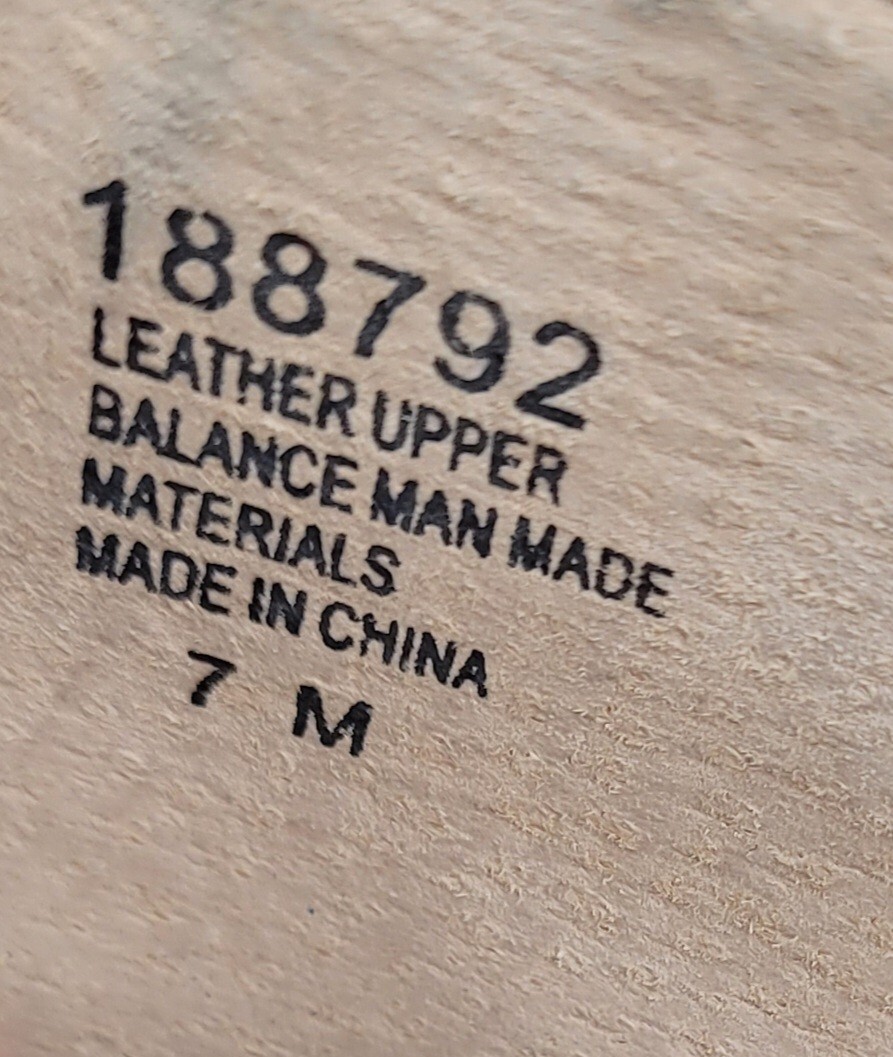 188792
LEATHER UPPER
BALANCE MAN MADE
MATERIALS
MADE IN CHINA
7 M